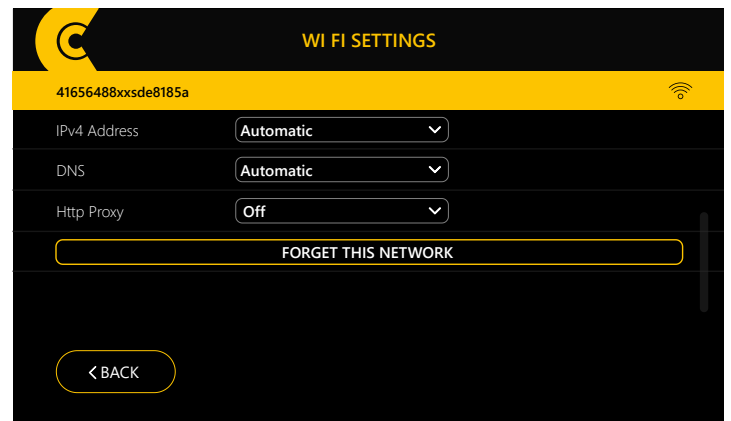 WI FI SETTINGS
41656488xxsde8185a
IPv4 Address Automatic
DNS Automatic
Http Proxy Off
FORGET THIS NETWORK
BACK